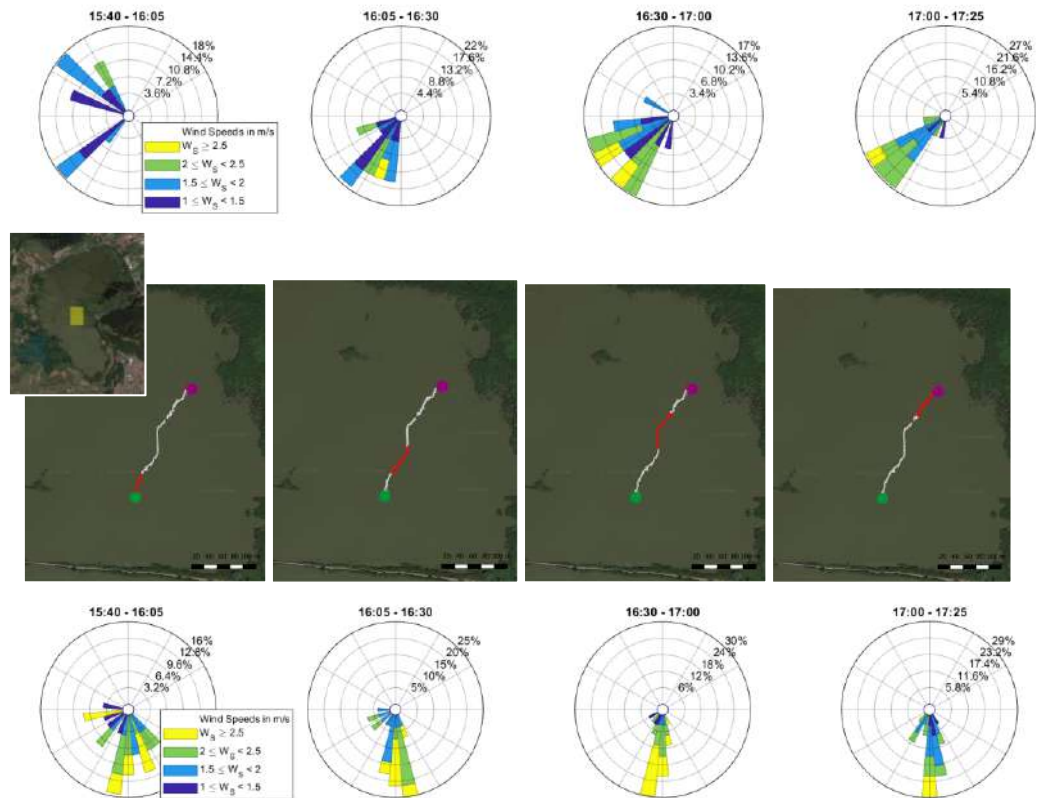 15:40 - 16:05
18%
14.4%
10.8%
7.2%
3.6%
Wind Speeds in m/s
W_S ≥ 2.5
2 ≤ W_S < 2.5
1.5 ≤ W_S < 2
1 ≤ W_S < 1.5
16:05 - 16:30
22%
17.6%
13.2%
8.8%
4.4%
16:30 - 17:00
17%
13.6%
10.2%
6.8%
3.4%
17:00 - 17:25
27%
21.6%
16.2%
10.8%
5.4%
15:40 - 16:05
16%
12.8%
9.6%
6.4%
3.2%
Wind Speeds in m/s
W_S ≥ 2.5
2 ≤ W_S < 2.5
1.5 ≤ W_S < 2
1 ≤ W_S < 1.5
16:05 - 16:30
25%
20%
15%
10%
5%
16:30 - 17:00
30%
24%
18%
12%
6%
17:00 - 17:25
29%
23.2%
17.4%
11.6%
5.8%